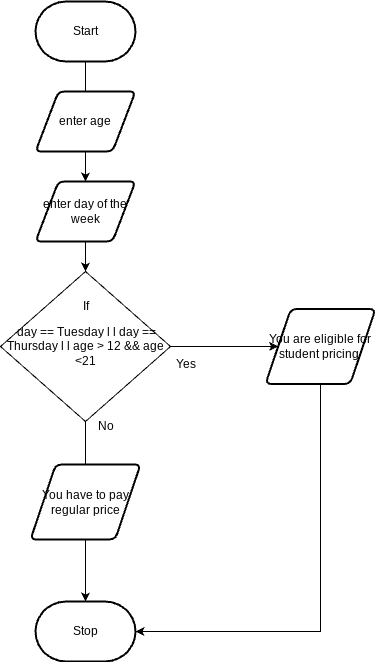 Start
enter age
enter day of the
week
If
day == Tuesday l l day ==
Thursday l l age > 12 && age
<21
Yes
You are eligible for
student pricing
No
You have to pay
regular price
Stop